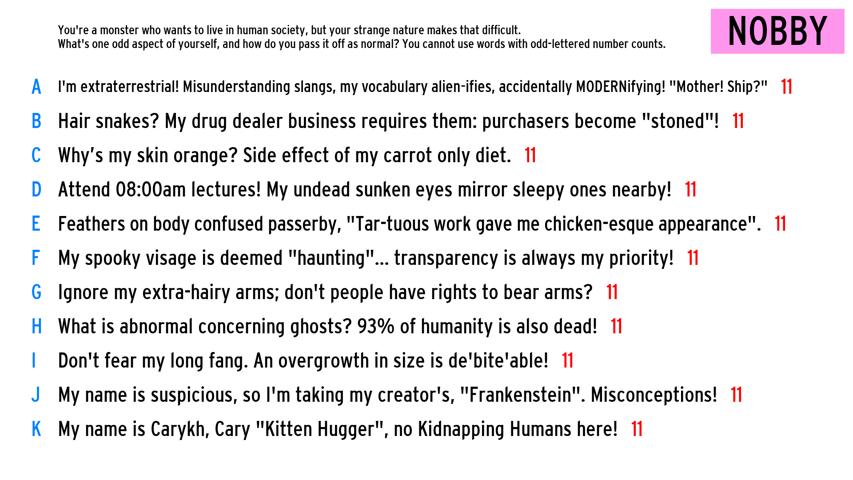 You're a monster who wants to live in human society, but your strange nature makes that difficult.
What's one odd aspect of yourself, and how do you pass it off as normal? You cannot use words with odd-lettered number counts.
NOBBY
A I'm extraterrestrial! Misunderstanding slangs, my vocabulary alien-ifies, accidentally MODERNifying! "Mother! Ship?" 11
B Hair snakes? My drug dealer business requires them: purchasers become "stoned"! 11
C Why's my skin orange? Side effect of my carrot only diet. 11
D Attend 08:00am lectures! My undead sunken eyes mirror sleepy ones nearby! 11
E Feathers on body confused passerby, "Tar-tuous work gave me chicken-esque appearance". 11
F My spooky visage is deemed "haunting"... transparency is always my priority! 11
G Ignore my extra-hairy arms; don't people have rights to bear arms? 11
H What is abnormal concerning ghosts? 93% of humanity is also dead! 11
I Don't fear my long fang. An overgrowth in size is de'bite'able! 11
J My name is suspicious, so I'm taking my creator's, "Frankenstein". Misconceptions! 11
K My name is Carykh, Cary "Kitten Hugger", no Kidnapping Humans here! 11